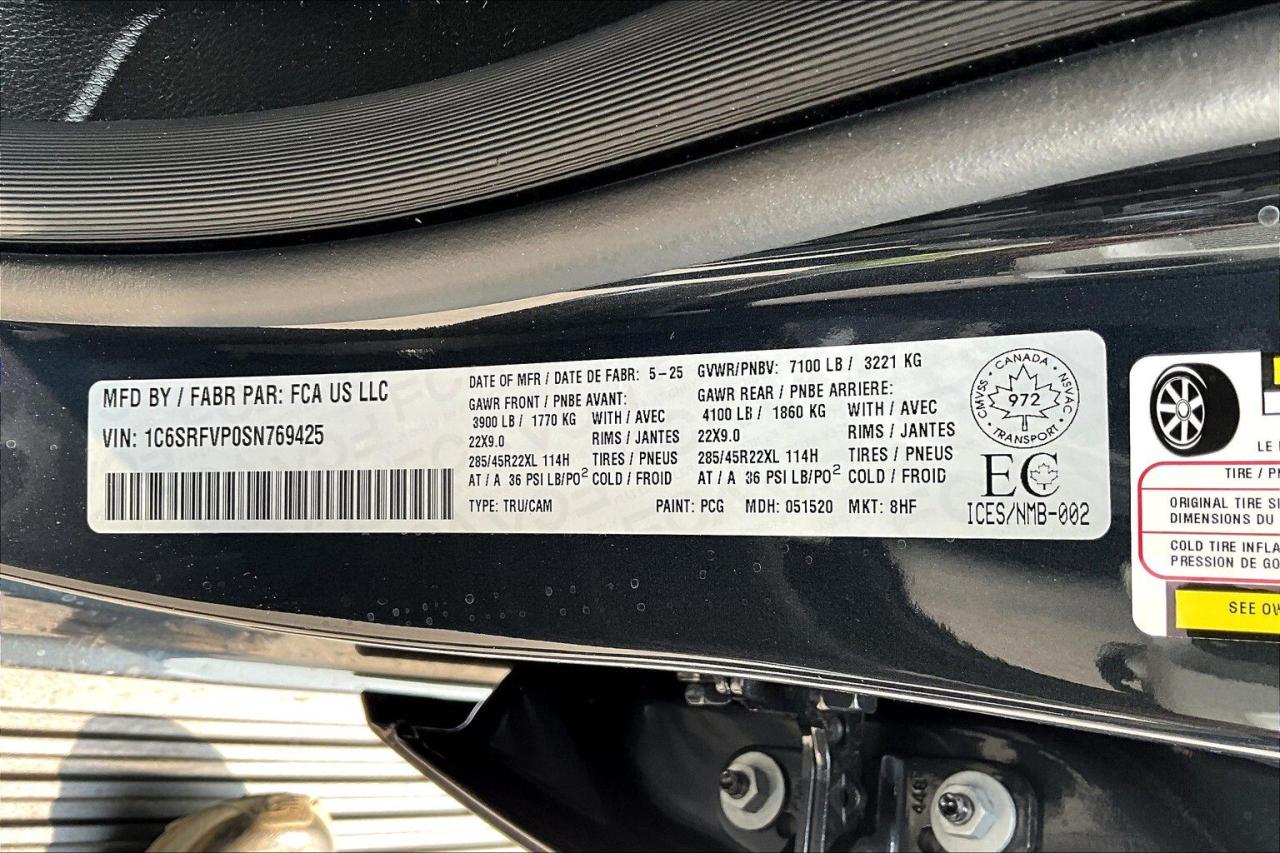 MFD BY / FABR PAR: FCA US LLC
VIN: 1C6SRFVP0SN769425
DATE OF MFR / DATE DE FABR: 5-25
GVWR/PNBV: 7100 LB / 3221 KG
GAWR FRONT / PNBE AVANT:
3900 LB / 1770 KG WITH / AVEC
22X9.0 RIMS / JANTES
285/45R22XL 114H TIRES / PNEUS
AT / A 36 PSI LB/PO² COLD / FROID
GAWR REAR / PNBE ARRIERE:
4100 LB / 1860 KG WITH / AVEC
22X9.0 RIMS / JANTES
285/45R22XL 114H TIRES / PNEUS
AT / A 36 PSI LB/PO² COLD / FROID
TYPE: TRU/CAM PAINT: PCG MDH: 051520 MKT: 8HF
CANADA
CMVSS 972 NSVAC
TRANSPORT
EC
ICES/NMB-002
LE
TIRE /
ORIGINAL TIRE
DIMENSIONS DU
COLD TIRE
PRESSION DE
SEE
448